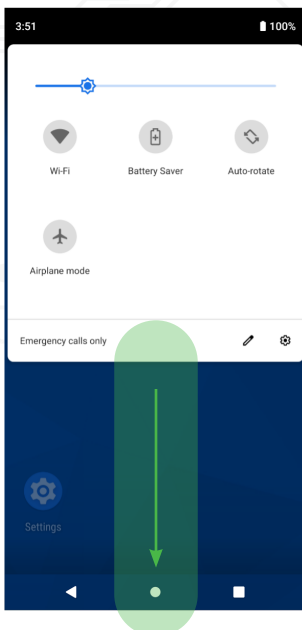 3:51 100%
Wi-Fi Battery Saver Auto-rotate
Airplane mode
Emergency calls only
Settings